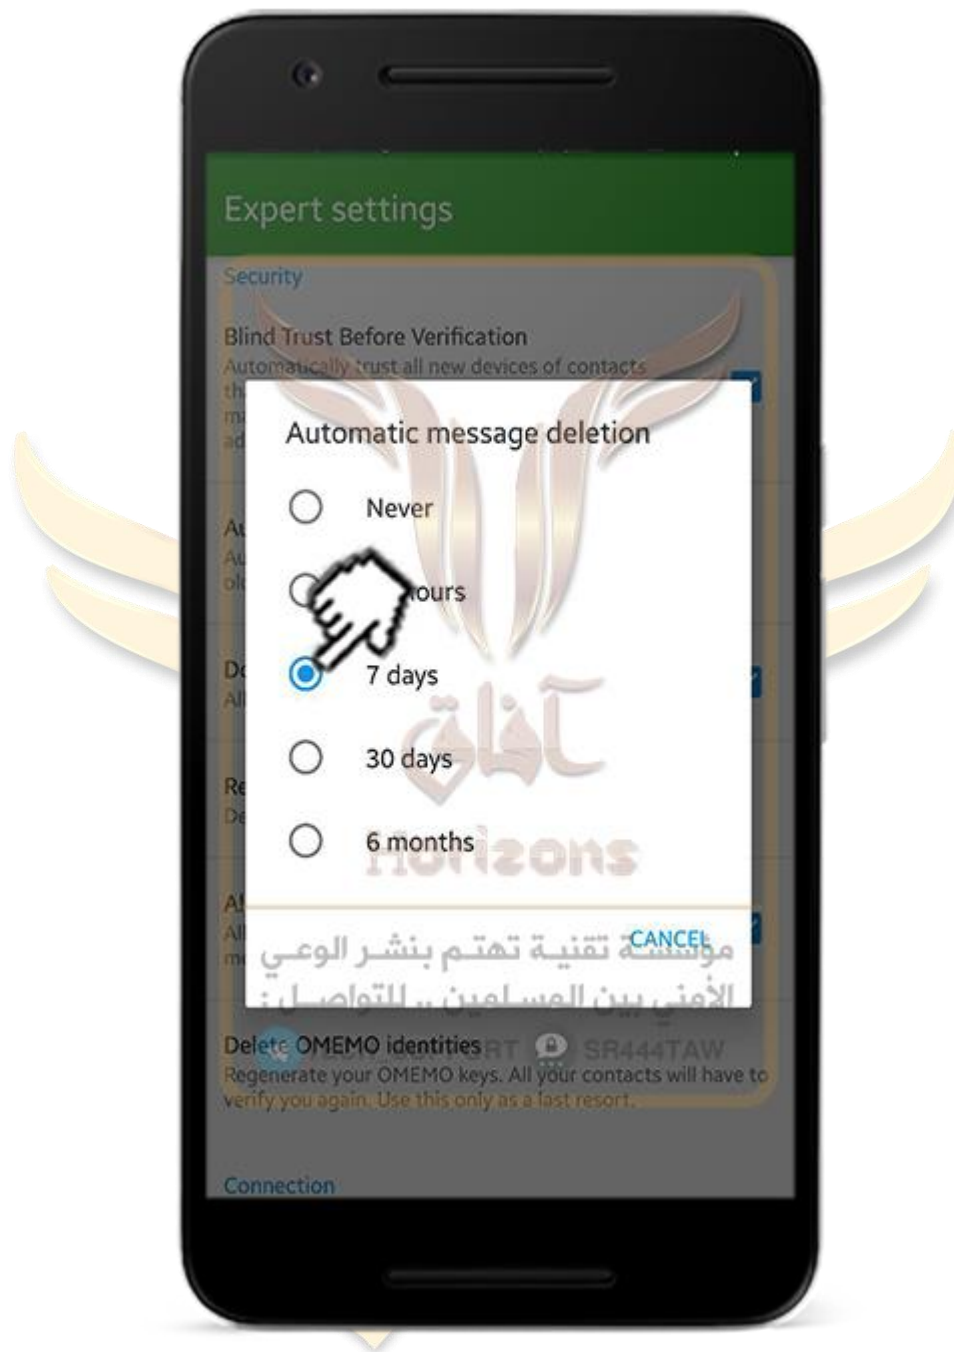 Expert settings
Security
Blind Trust Before Verification
Automatically trust all new devices of contacts
Automatic message deletion
Never
ours
7 days
30 days
6 months
آفاق
Horizons
CANCEL
مؤسسة تقنية تهتم بنشر الوعي
الأمني بين المسلمين .. للتواصل :
SR444TAW
Delete OMEMO identities
Regenerate your OMEMO keys. All your contacts will have to
verify you again. Use this only as a last resort.
Connection